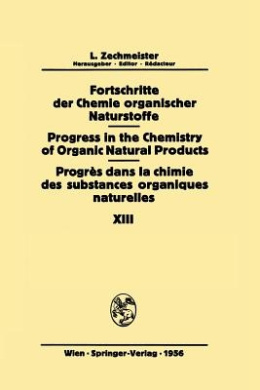 L. Zechmeister
Herausgeber · Editor · Rédacteur
Fortschritte
der Chemie organischer
Naturstoffe
Progress in the Chemistry
of Organic Natural Products
Progrès dans la chimie
des substances organiques
naturelles
XIII
Wien · Springer-Verlag · 1956